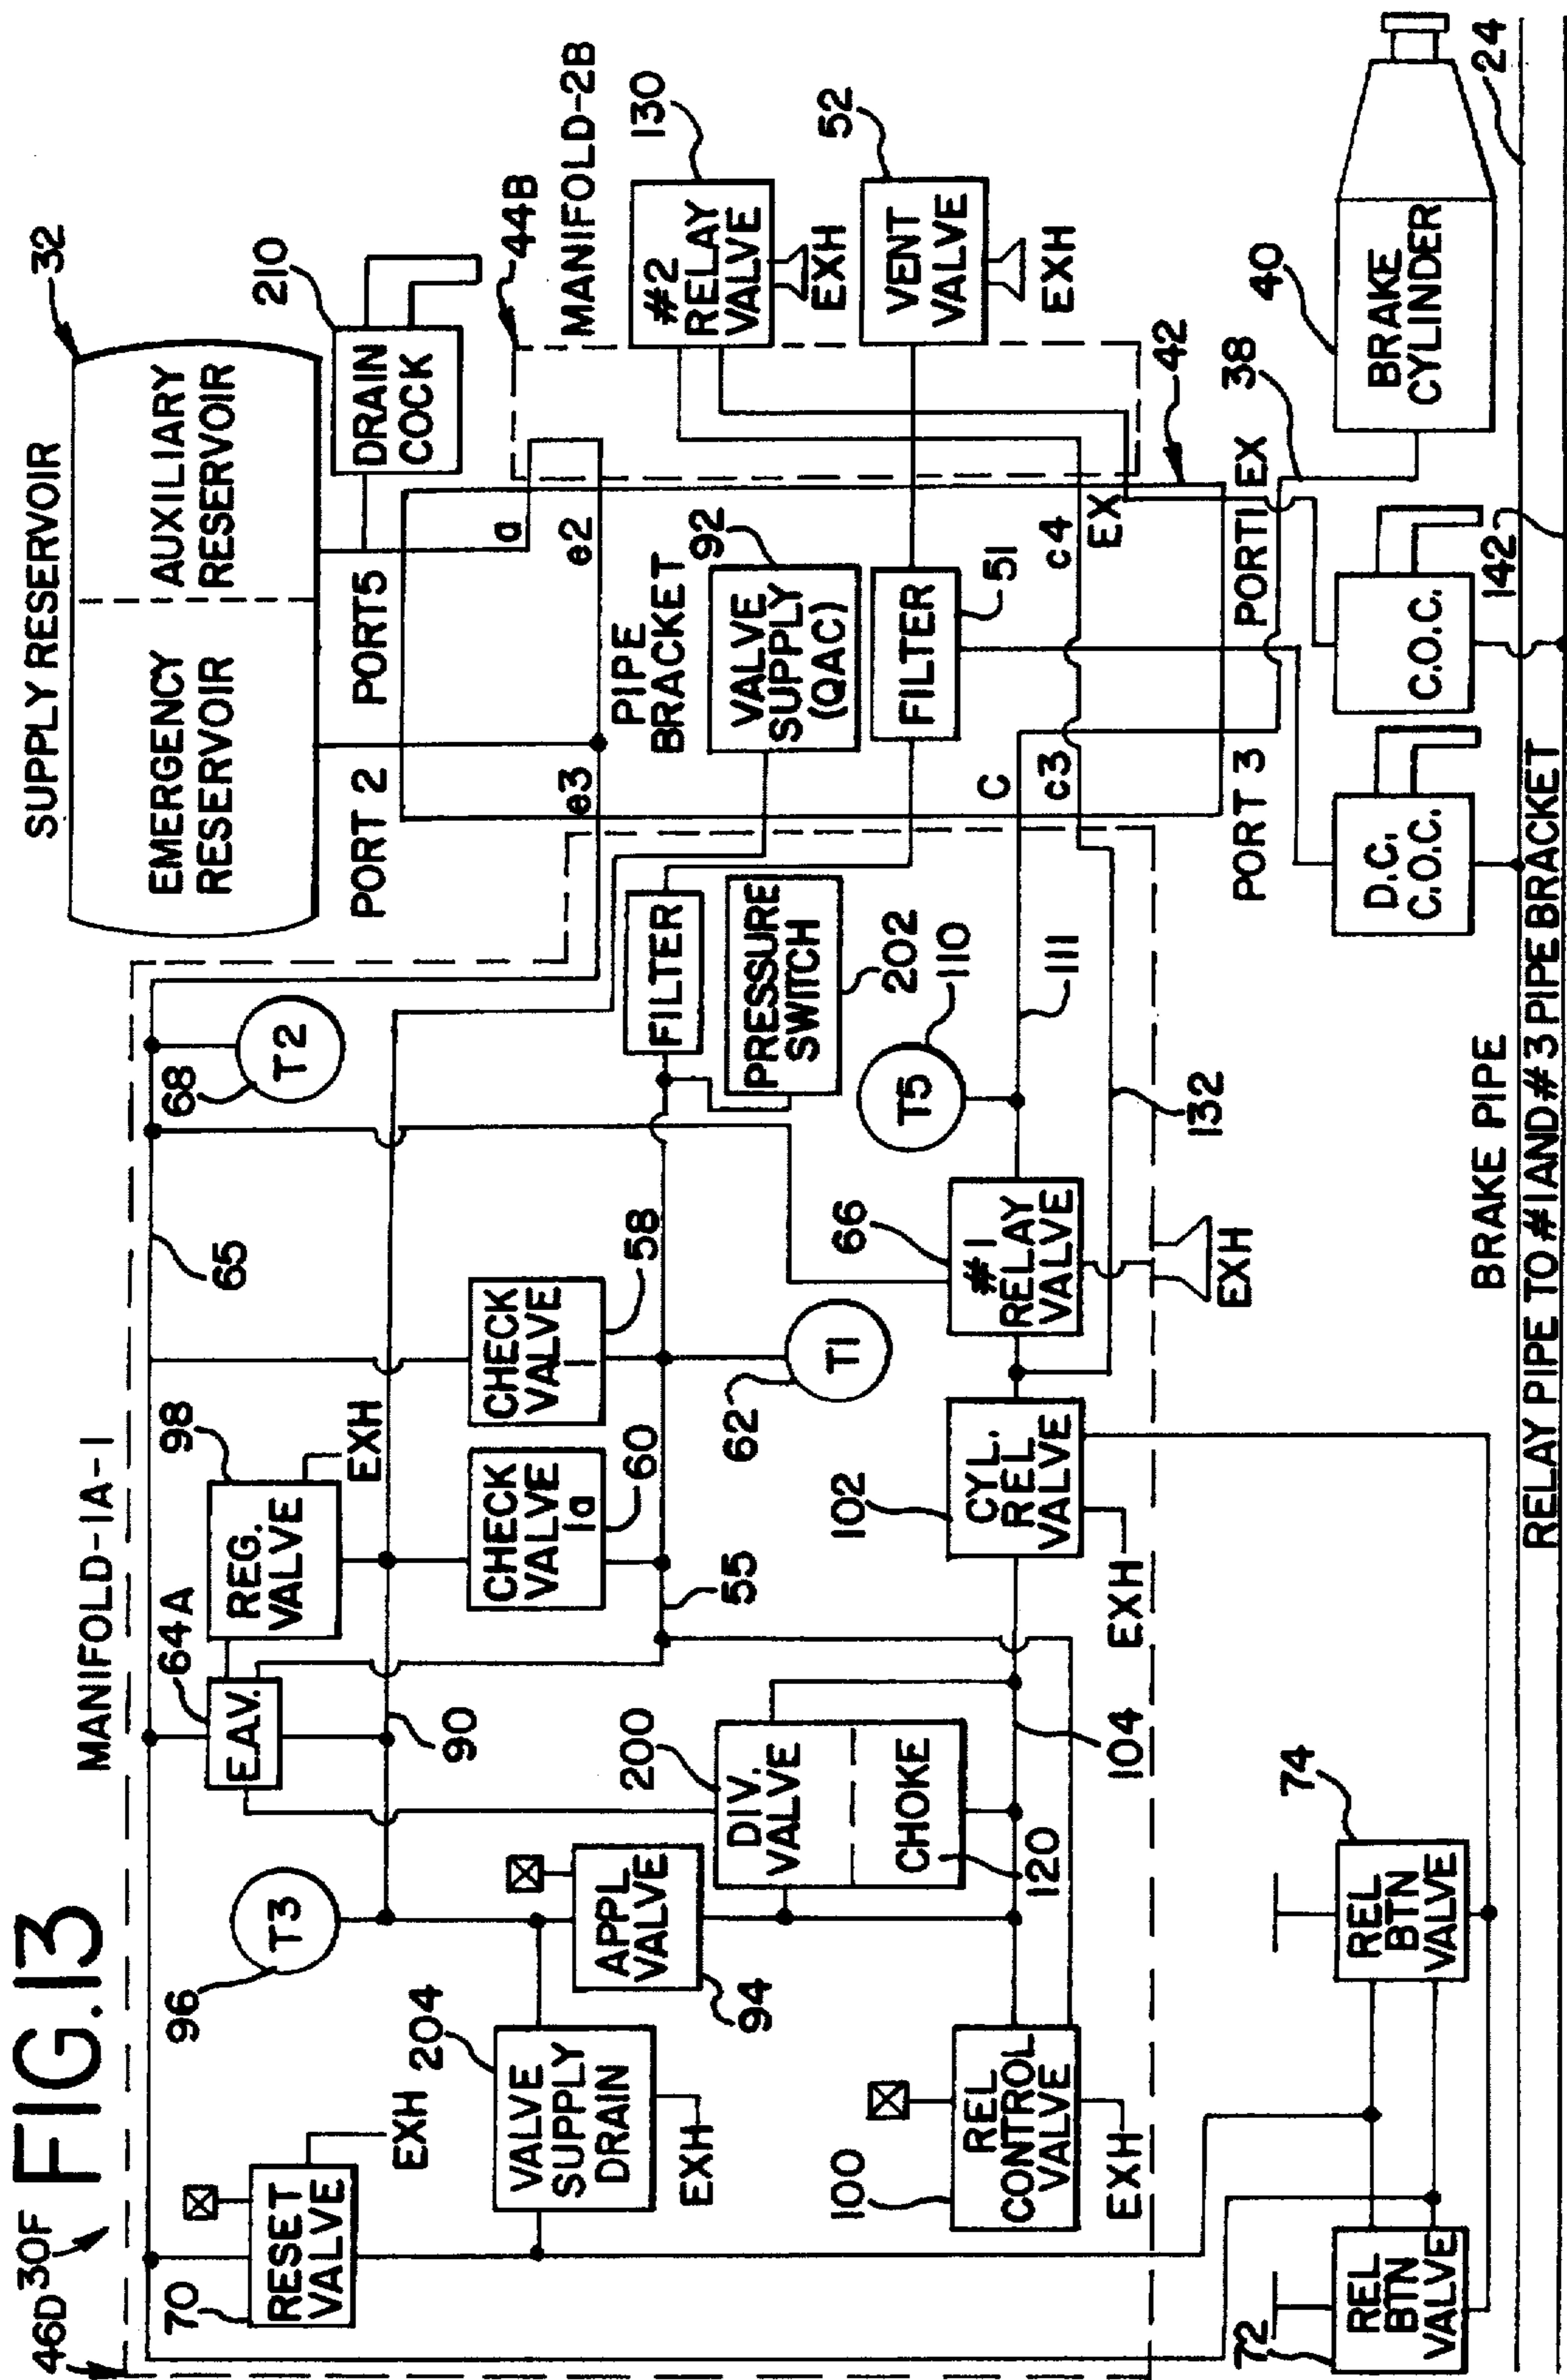 FIG. 13
46D
30F
MANIFOLD-1A-1
SUPPLY RESERVOIR
32
EMERGENCY
RESERVOIR
AUXILIARY
RESERVOIR
210
DRAIN
COCK
PORT 2
PORT5
a
e3
e2
44B
MANIFOLD-2B
70
RESET
VALVE
EXH
96
T3
64A
E.A.V.
98
REG.
VALVE
EXH
65
68
T2
204
VALVE
SUPPLY
DRAIN
EXH
94
APPL
VALVE
90
200
DIV.
VALVE
CHOKE
120
CHECK
VALVE
1a
60
CHECK
VALVE
1
58
55
62
T1
FILTER
PRESSURE
SWITCH
202
PIPE
BRACKET
92
VALVE
SUPPLY
(QAC)
FILTER
51
#2
RELAY
VALVE
130
EXH
VENT
VALVE
52
EXH
100
REL
CONTROL
VALVE
EXH
104
102
CYL.
REL
VALVE
EXH
66
#1
RELAY
VALVE
EXH
T5
110
111
132
C
c3
c4
EX
42
PORT 3
PORT1
EX
38
40
BRAKE
CYLINDER
72
REL
BTN
VALVE
74
REL
BTN
VALVE
D.C.
C.O.C.
C.O.C.
142
24
BRAKE PIPE
RELAY PIPE TO #1 AND #3 PIPE BRACKET